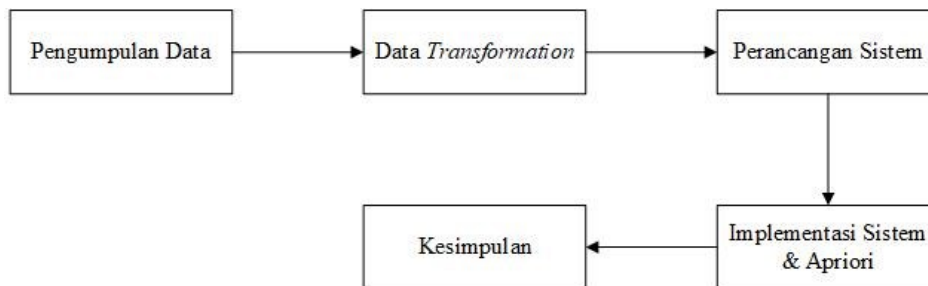 Pengumpulan Data
Data Transformation
Perancangan Sistem
Implementasi Sistem
& Apriori
Kesimpulan